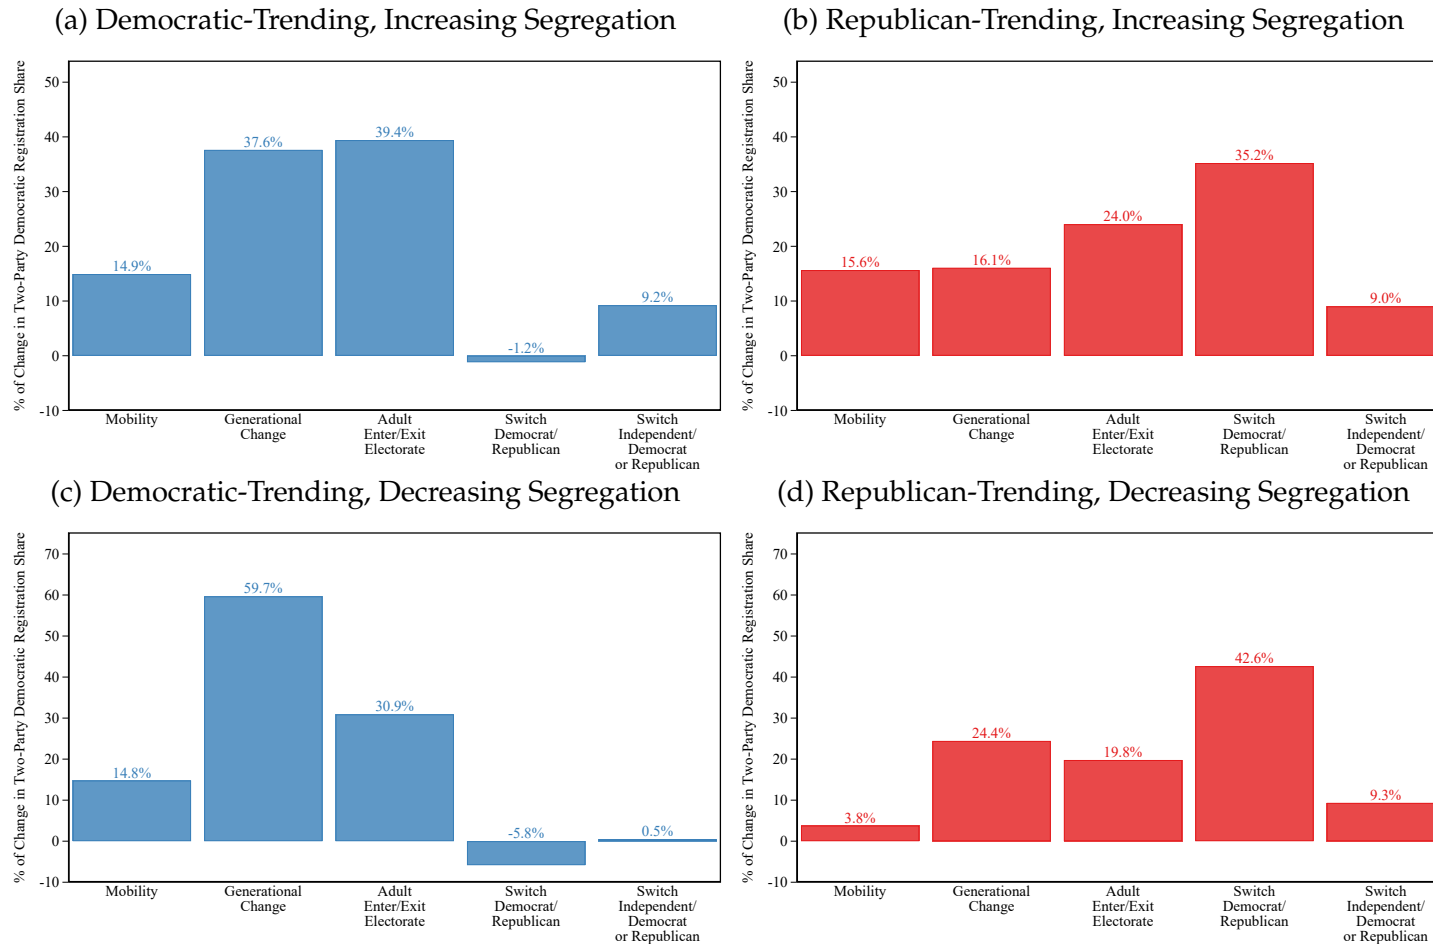 (a) Democratic-Trending, Increasing Segregation
% of Change in Two-Party Democratic Registration Share
50
40
30
20
10
0
-10
14.9%
37.6%
39.4%
-1.2%
9.2%
Mobility
Generational
Change
Adult
Enter/Exit
Electorate
Switch
Democrat/
Republican
Switch
Independent/
Democrat
or Republican
(b) Republican-Trending, Increasing Segregation
% of Change in Two-Party Democratic Registration Share
50
40
30
20
10
0
-10
15.6%
16.1%
24.0%
35.2%
9.0%
Mobility
Generational
Change
Adult
Enter/Exit
Electorate
Switch
Democrat/
Republican
Switch
Independent/
Democrat
or Republican
(c) Democratic-Trending, Decreasing Segregation
% of Change in Two-Party Democratic Registration Share
70
60
50
40
30
20
10
0
-10
14.8%
59.7%
30.9%
-5.8%
0.5%
Mobility
Generational
Change
Adult
Enter/Exit
Electorate
Switch
Democrat/
Republican
Switch
Independent/
Democrat
or Republican
(d) Republican-Trending, Decreasing Segregation
% of Change in Two-Party Democratic Registration Share
70
60
50
40
30
20
10
0
-10
3.8%
24.4%
19.8%
42.6%
9.3%
Mobility
Generational
Change
Adult
Enter/Exit
Electorate
Switch
Democrat/
Republican
Switch
Independent/
Democrat
or Republican